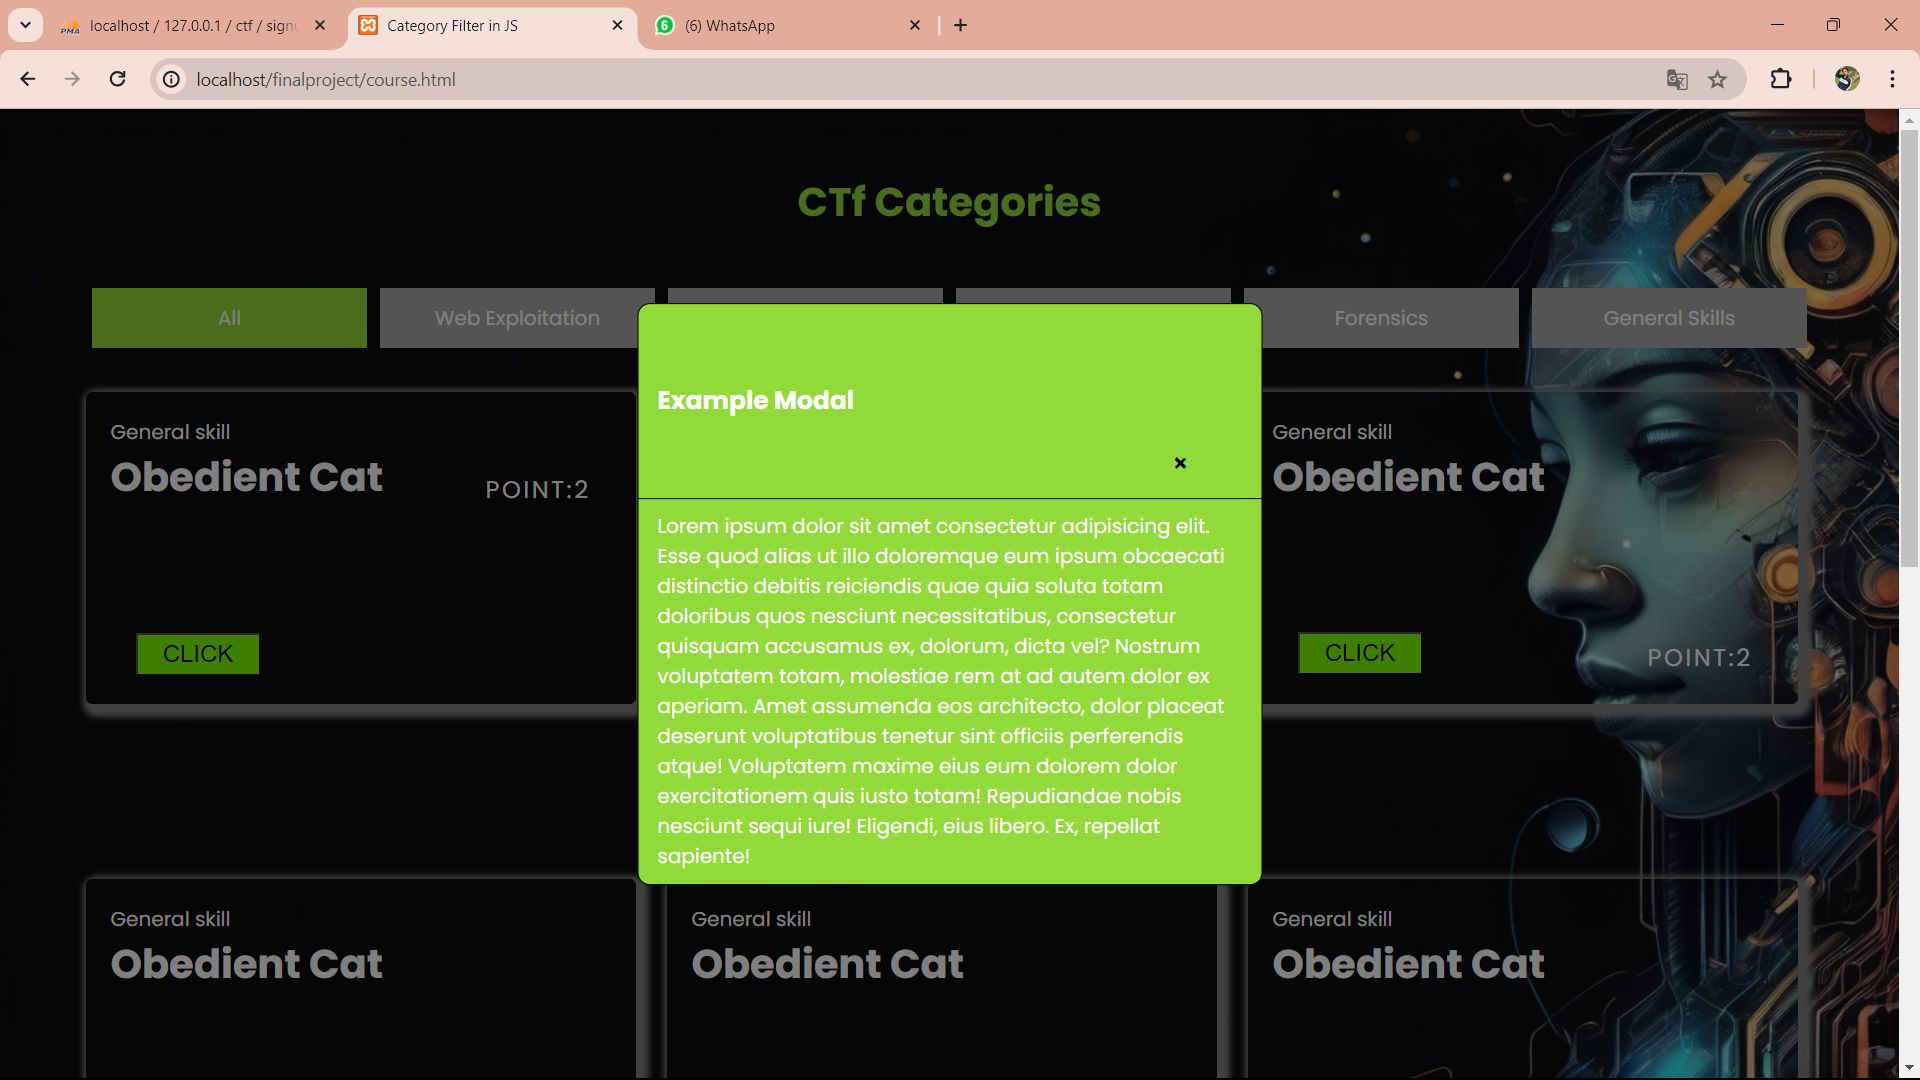 localhost / 127.0.0.1 / ctf / sign
Category Filter in JS
6
(6) WhatsApp
localhost/finalproject/course.html
CTf Categories
All
Web Exploitation
Forensics
General Skills
Example Modal
×
General skill
Obedient Cat
POINT:2
CLICK
Lorem ipsum dolor sit amet consectetur adipisicing elit.
Esse quod alias ut illo doloremque eum ipsum obcaecati
distinctio debitis reiciendis quae quia soluta totam
doloribus quos nesciunt necessitatibus, consectetur
quisquam accusamus ex, dolorum, dicta vel? Nostrum
voluptatem totam, molestiae rem at ad autem dolor ex
aperiam. Amet assumenda eos architecto, dolor placeat
deserunt voluptatibus tenetur sint officiis perferendis
atque! Voluptatem maxime eius eum dolorem dolor
exercitationem quis iusto totam! Repudiandae nobis
nesciunt sequi iure! Eligendi, eius libero. Ex, repellat
sapiente!
General skill
Obedient Cat
CLICK
POINT:2
General skill
Obedient Cat
General skill
Obedient Cat
General skill
Obedient Cat